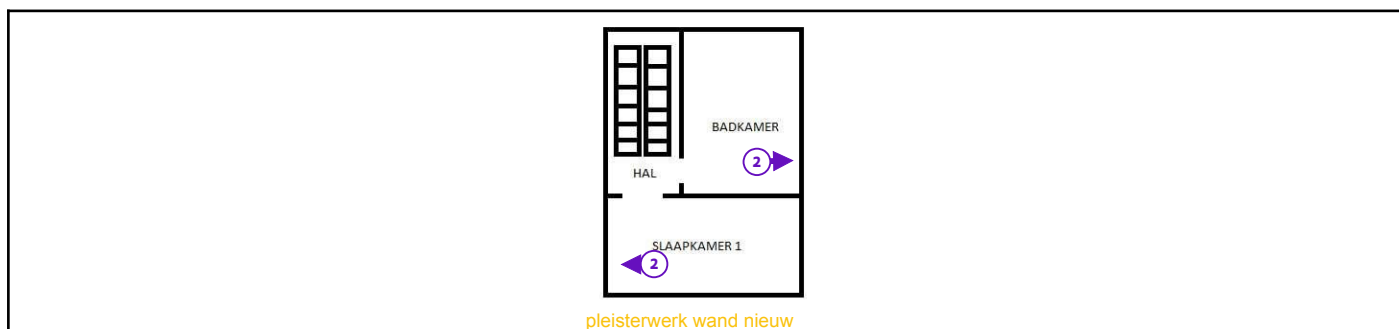 BADKAMER
2
HAL
SLAAPKAMER 1
2
pleisterwerk wand nieuw